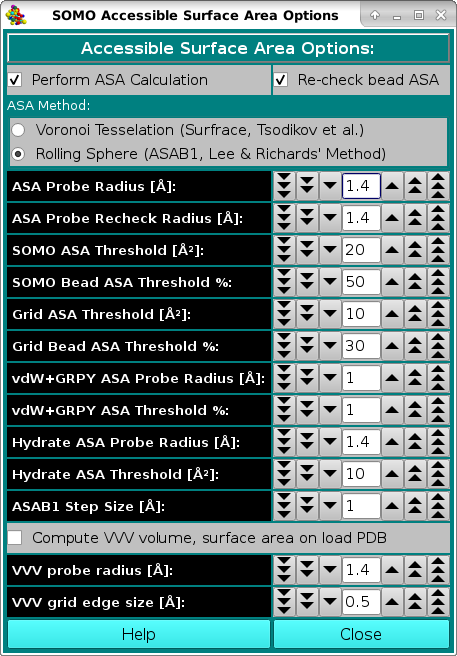 SOMO Accessible Surface Area Options
Accessible Surface Area Options:
Perform ASA Calculation Re-check bead ASA
ASA Method:
Voronoi Tesselation (Surfrace, Tsodikov et al.)
Rolling Sphere (ASAB1, Lee & Richards' Method)
ASA Probe Radius [Å]: 1.4
ASA Probe Recheck Radius [Å]: 1.4
SOMO ASA Threshold [Å²]: 20
SOMO Bead ASA Threshold %: 50
Grid ASA Threshold [Å²]: 10
Grid Bead ASA Threshold %: 30
vdW+GRPY ASA Probe Radius [Å]: 1
vdW+GRPY ASA Threshold %: 1
Hydrate ASA Probe Radius [Å]: 1.4
Hydrate ASA Threshold [Å²]: 10
ASAB1 Step Size [Å]: 1
Compute VVV volume, surface area on load PDB
VVV probe radius [Å]: 1.4
VVV grid edge size [Å]: 0.5
Help Close